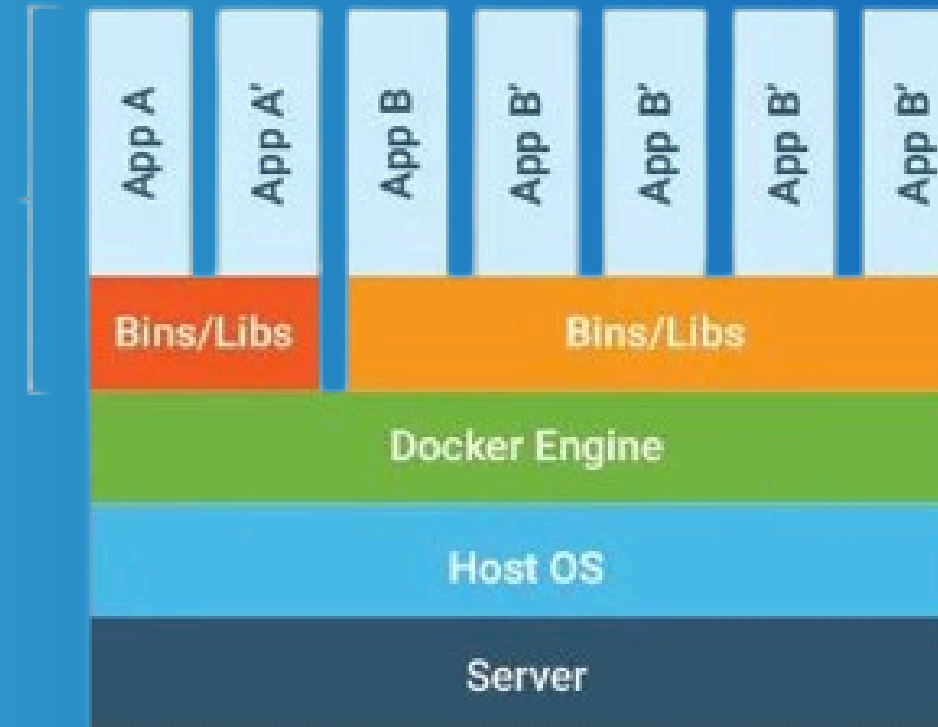 App A
App A'
App B
App B'
App B'
App B'
App B'
Bins/Libs
Bins/Libs
Docker Engine
Host OS
Server